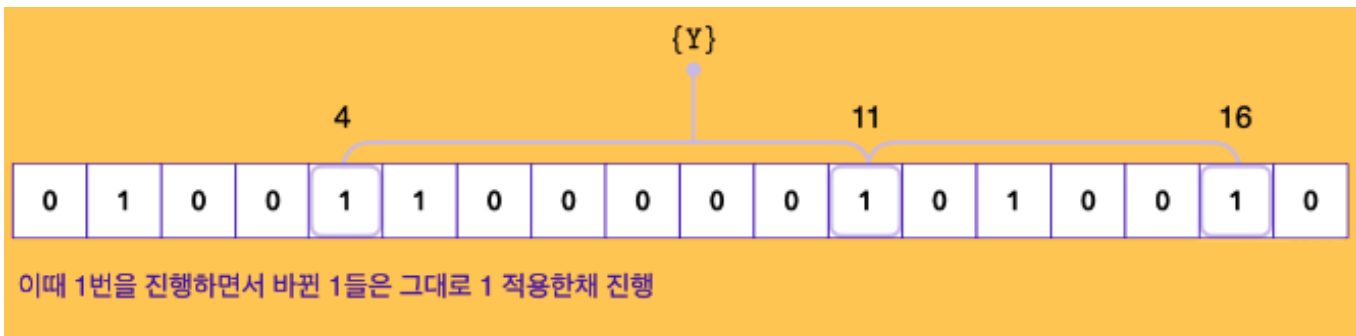 {Y}
4 11 16
0 1 0 0 1 1 0 0 0 0 0 1 0 1 0 0 1 0
이때 1번을 진행하면서 바뀐 1들은 그대로 1 적용한채 진행